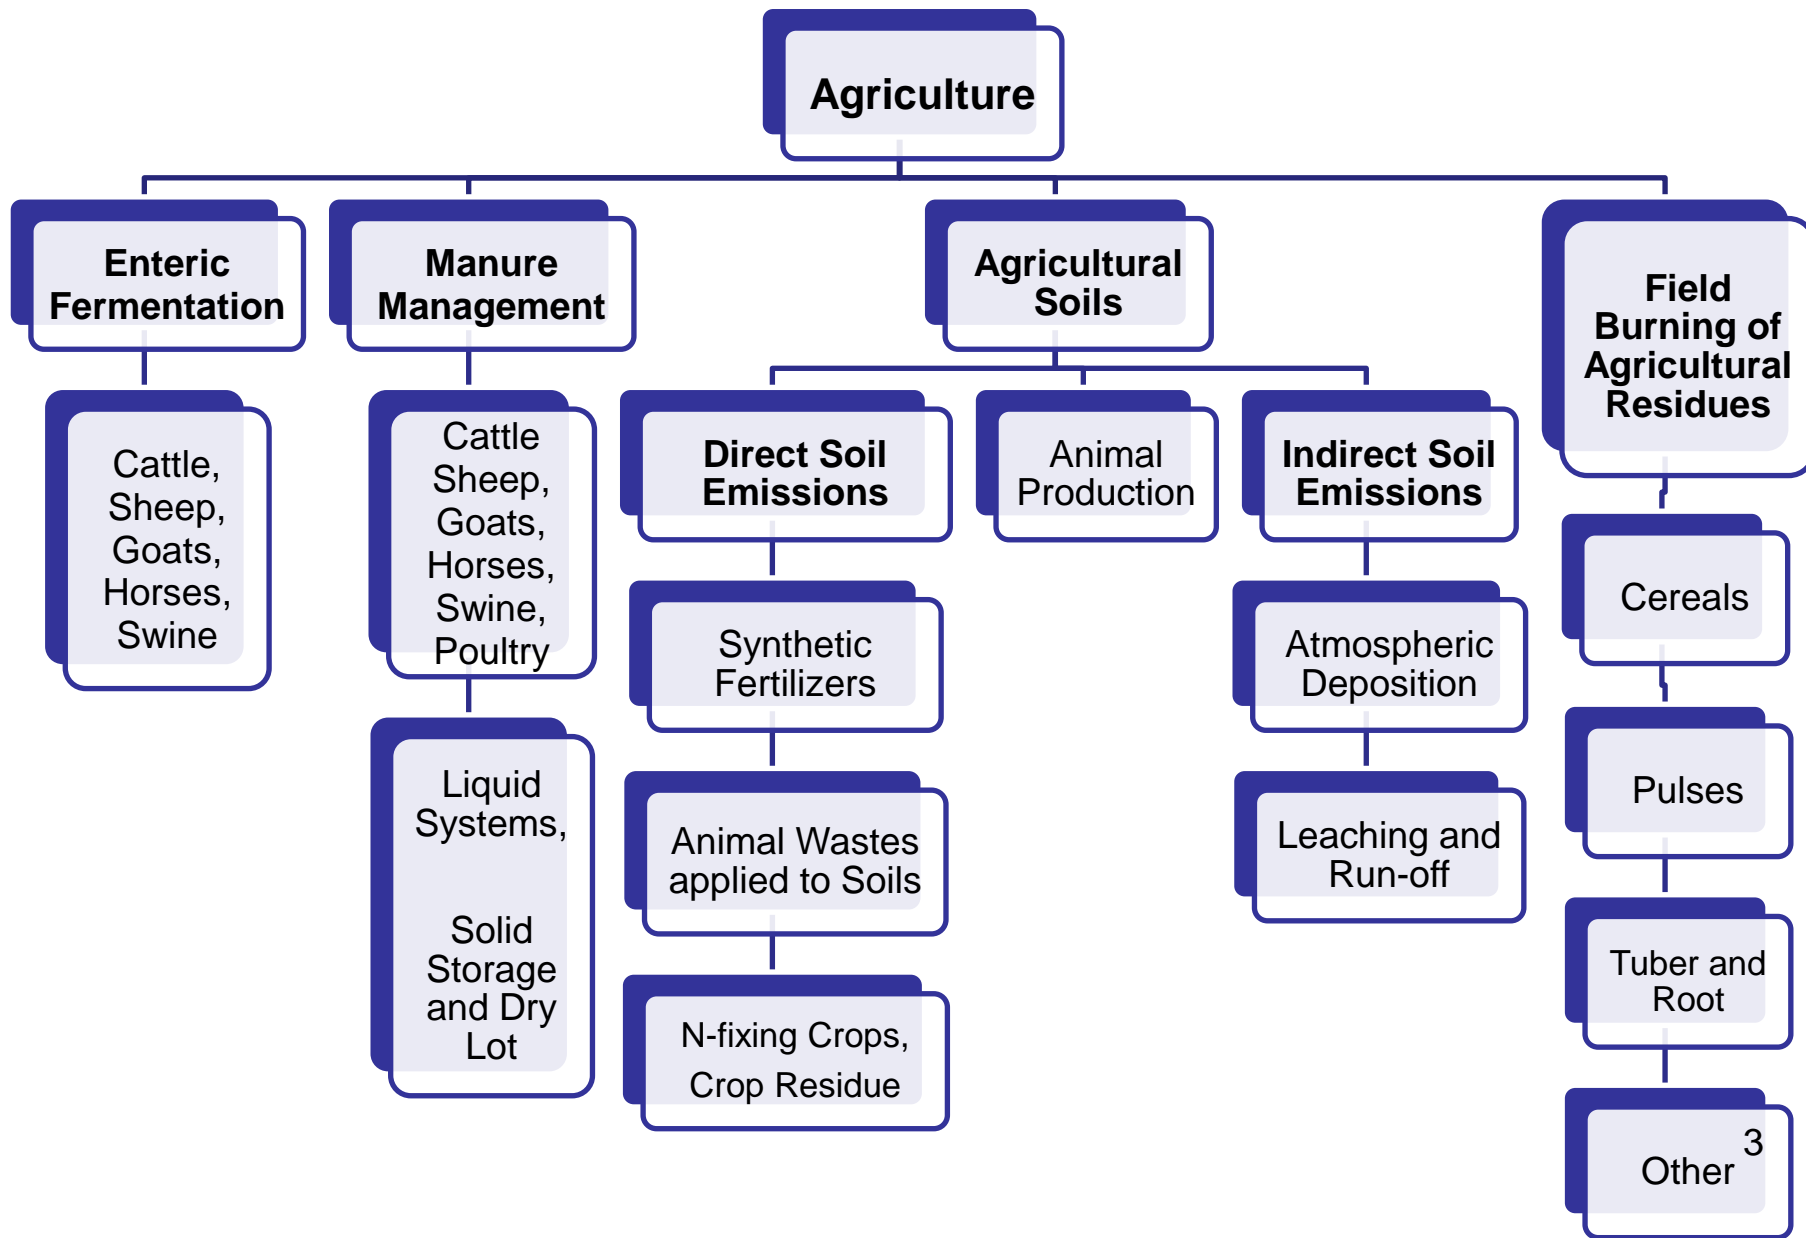 Agriculture
Enteric
Fermentation
Cattle,
Sheep,
Goats,
Horses,
Swine
Manure
Management
Cattle
Sheep,
Goats,
Horses,
Swine,
Poultry
Liquid
Systems,
Solid
Storage
and Dry
Lot
Agricultural
Soils
Direct Soil
Emissions
Synthetic
Fertilizers
Animal Wastes
applied to Soils
N-fixing Crops,
Crop Residue
Animal
Production
Indirect Soil
Emissions
Atmospheric
Deposition
Leaching and
Run-off
Field
Burning of
Agricultural
Residues
Cereals
Pulses
Tuber and
Root
Other
3